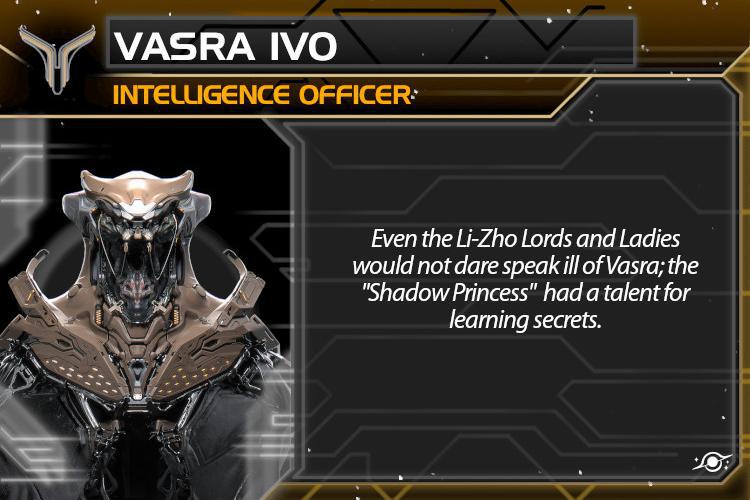 VASRA IVO
INTELLIGENCE OFFICER
Even the Li-Zho Lords and Ladies
would not dare speak ill of Vasra; the
"Shadow Princess" had a talent for
learning secrets.